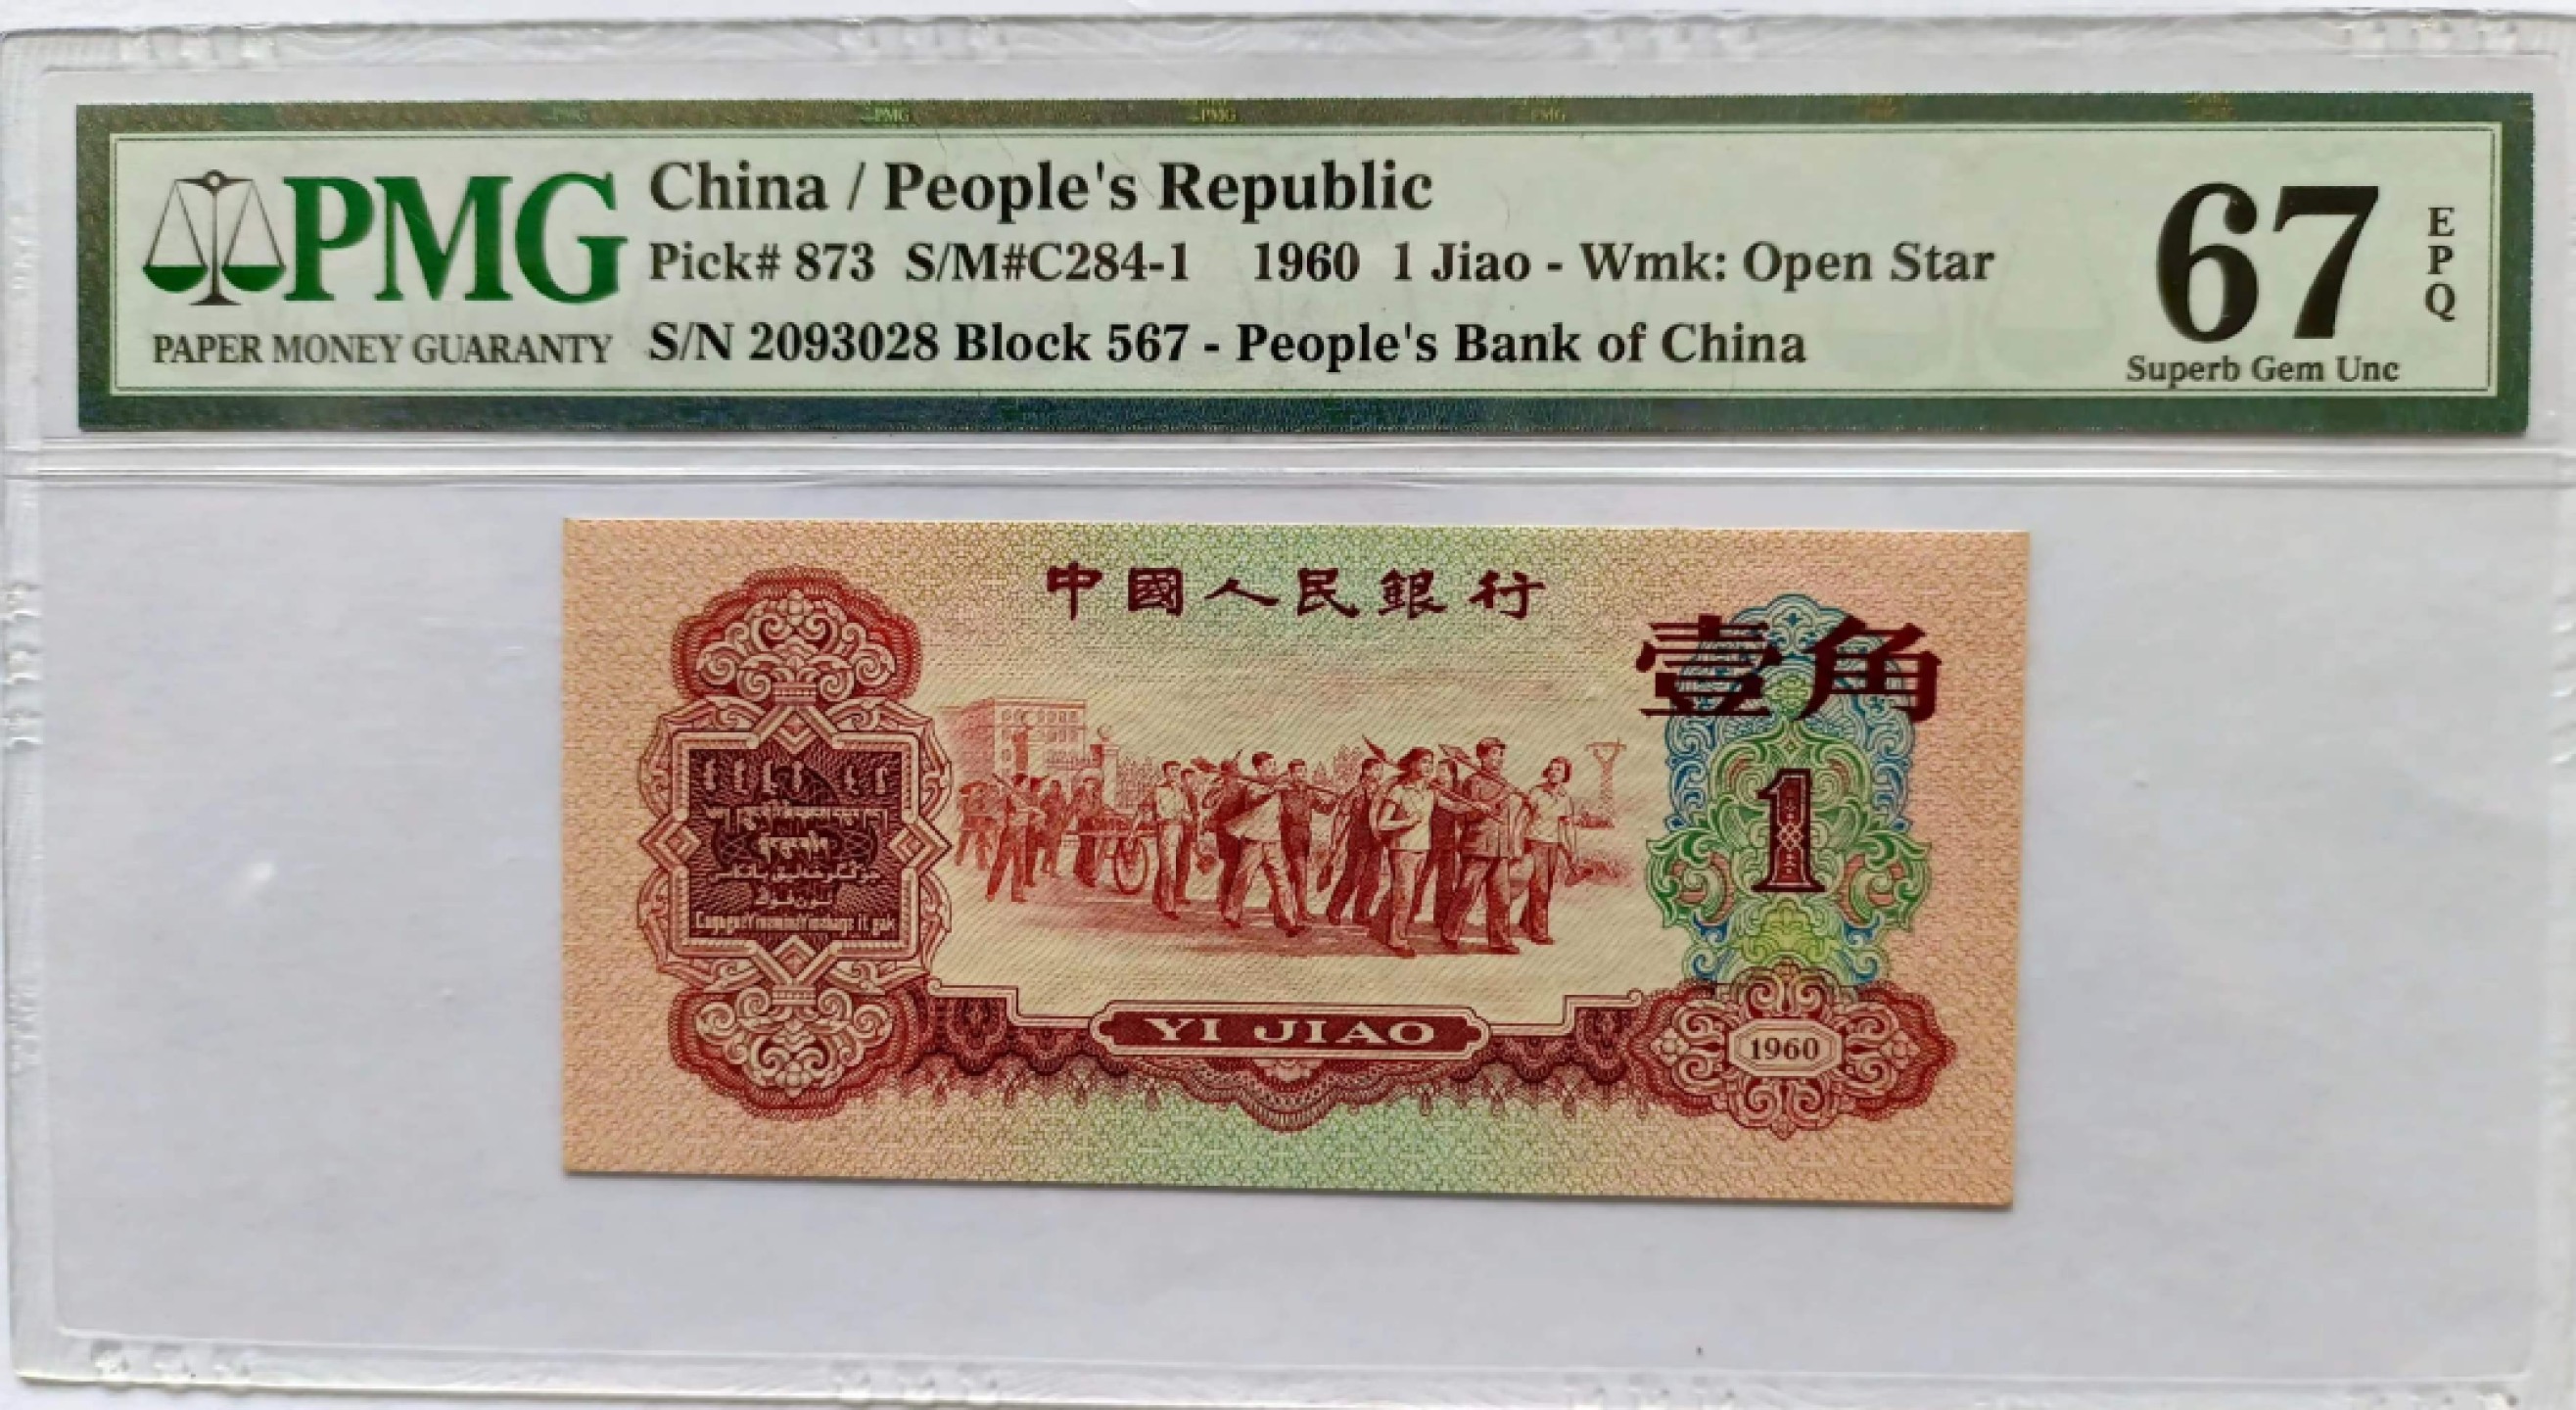 PMG
PAPER MONEY GUARANTY
China / People's Republic
Pick# 873 S/M#C284-1 1960 1 Jiao - Wmk: Open Star
S/N 2093028 Block 567 - People's Bank of China
67
EPQ
Superb Gem Unc
中國人民銀行
壹角
1
YI JIAO
1960